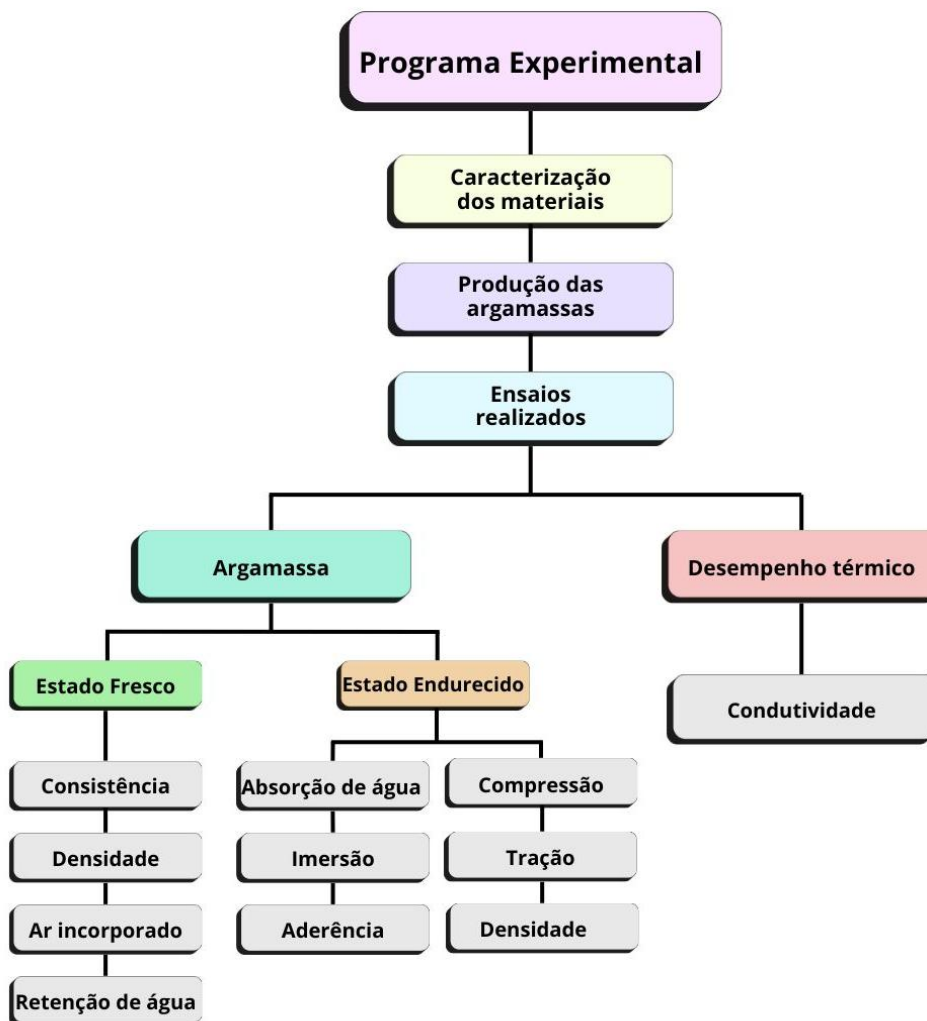 Programa Experimental
Caracterização
dos materiais
Produção das
argamassas
Ensaios
realizados
Argamassa
Desempenho térmico
Estado Fresco
Estado Endurecido
Condutividade
Consistência
Absorção de água
Compressão
Densidade
Imersão
Tração
Ar incorporado
Aderência
Densidade
Retenção de água